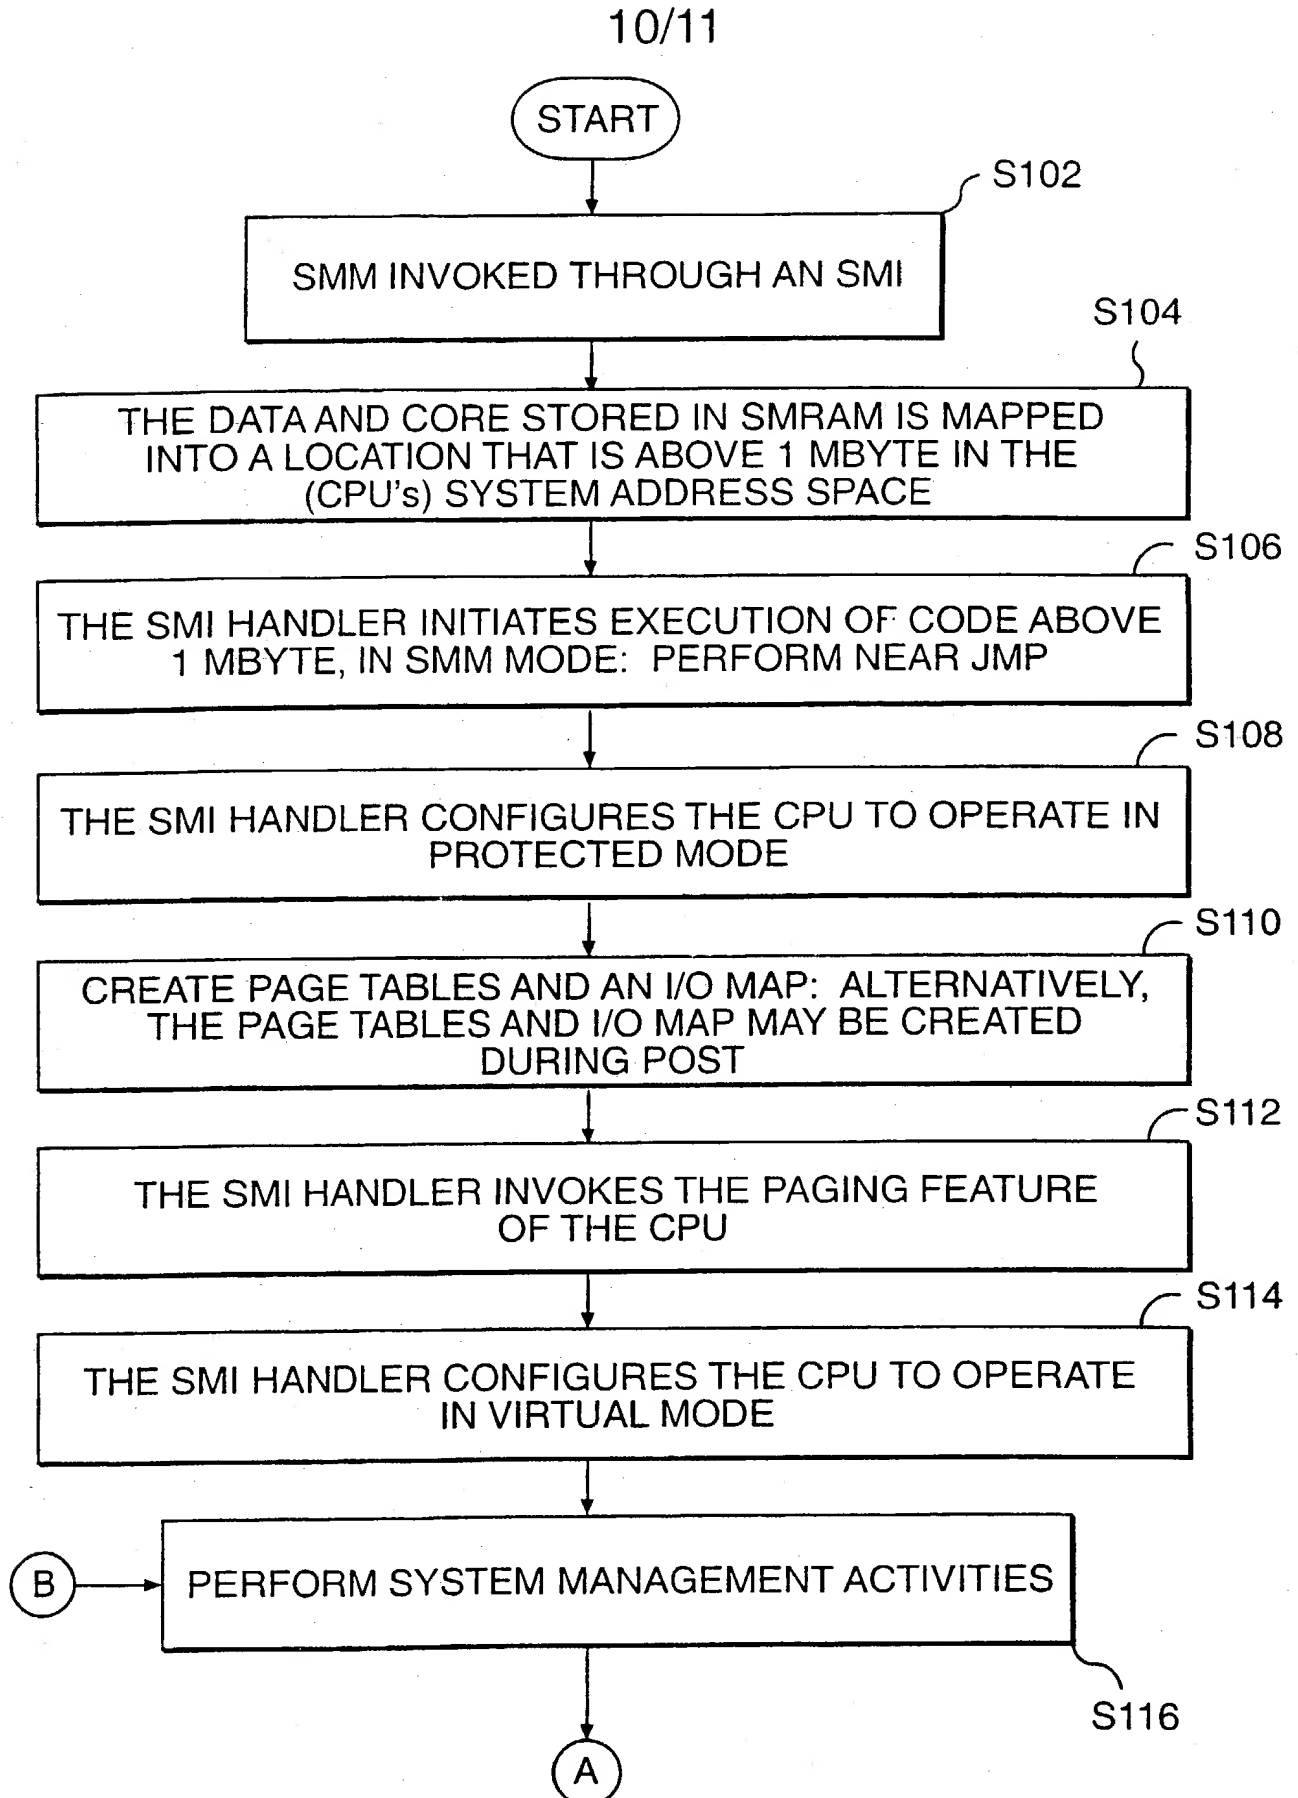 10/11
START
S102
SMM INVOKED THROUGH AN SMI
S104
THE DATA AND CORE STORED IN SMRAM IS MAPPED
INTO A LOCATION THAT IS ABOVE 1 MBYTE IN THE
(CPU's) SYSTEM ADDRESS SPACE
S106
THE SMI HANDLER INITIATES EXECUTION OF CODE ABOVE
1 MBYTE, IN SMM MODE: PERFORM NEAR JMP
S108
THE SMI HANDLER CONFIGURES THE CPU TO OPERATE IN
PROTECTED MODE
S110
CREATE PAGE TABLES AND AN I/O MAP: ALTERNATIVELY,
THE PAGE TABLES AND I/O MAP MAY BE CREATED
DURING POST
S112
THE SMI HANDLER INVOKES THE PAGING FEATURE
OF THE CPU
S114
THE SMI HANDLER CONFIGURES THE CPU TO OPERATE
IN VIRTUAL MODE
B
PERFORM SYSTEM MANAGEMENT ACTIVITIES
S116
A